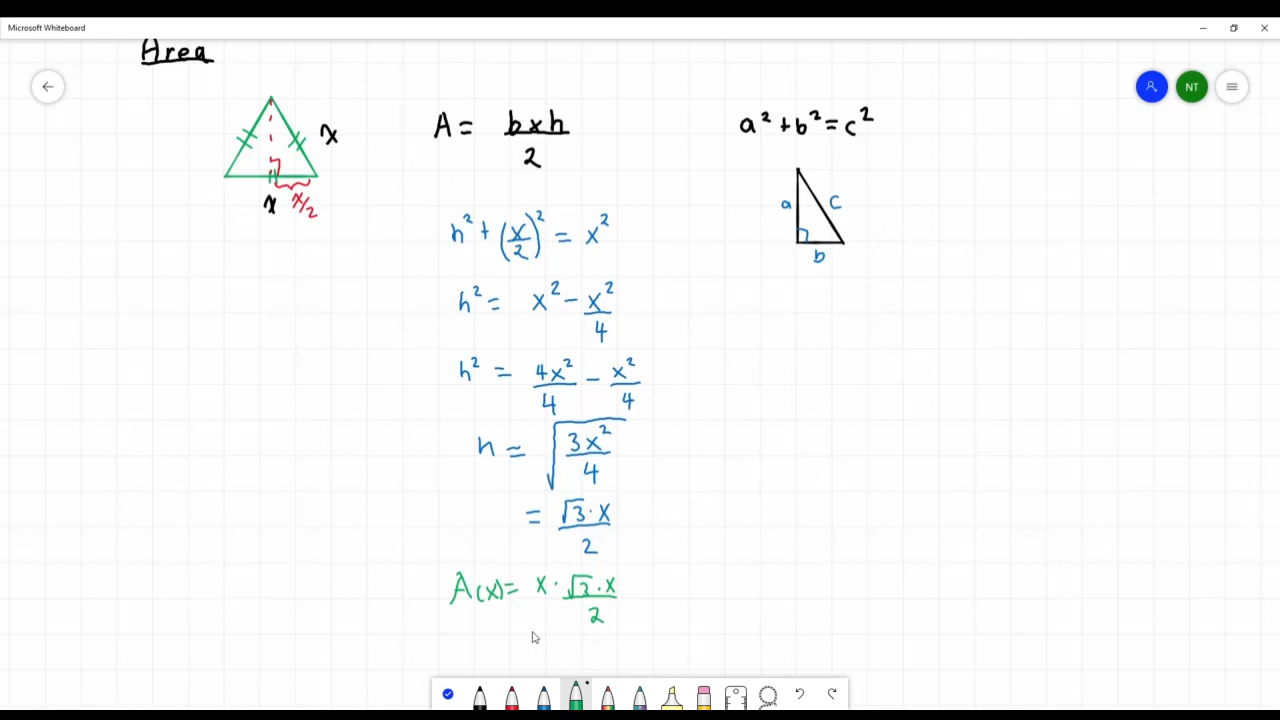 Microsoft Whiteboard
Area
NT
x
x
x/2
A = b x h / 2
a² + b² = c²
a
c
b
h² + (x/2)² = x²
h² = x² - x²/4
h² = 4x²/4 - x²/4
h = √(3x²/4)
= √3 · x / 2
A(x) = x · √3 · x / 2